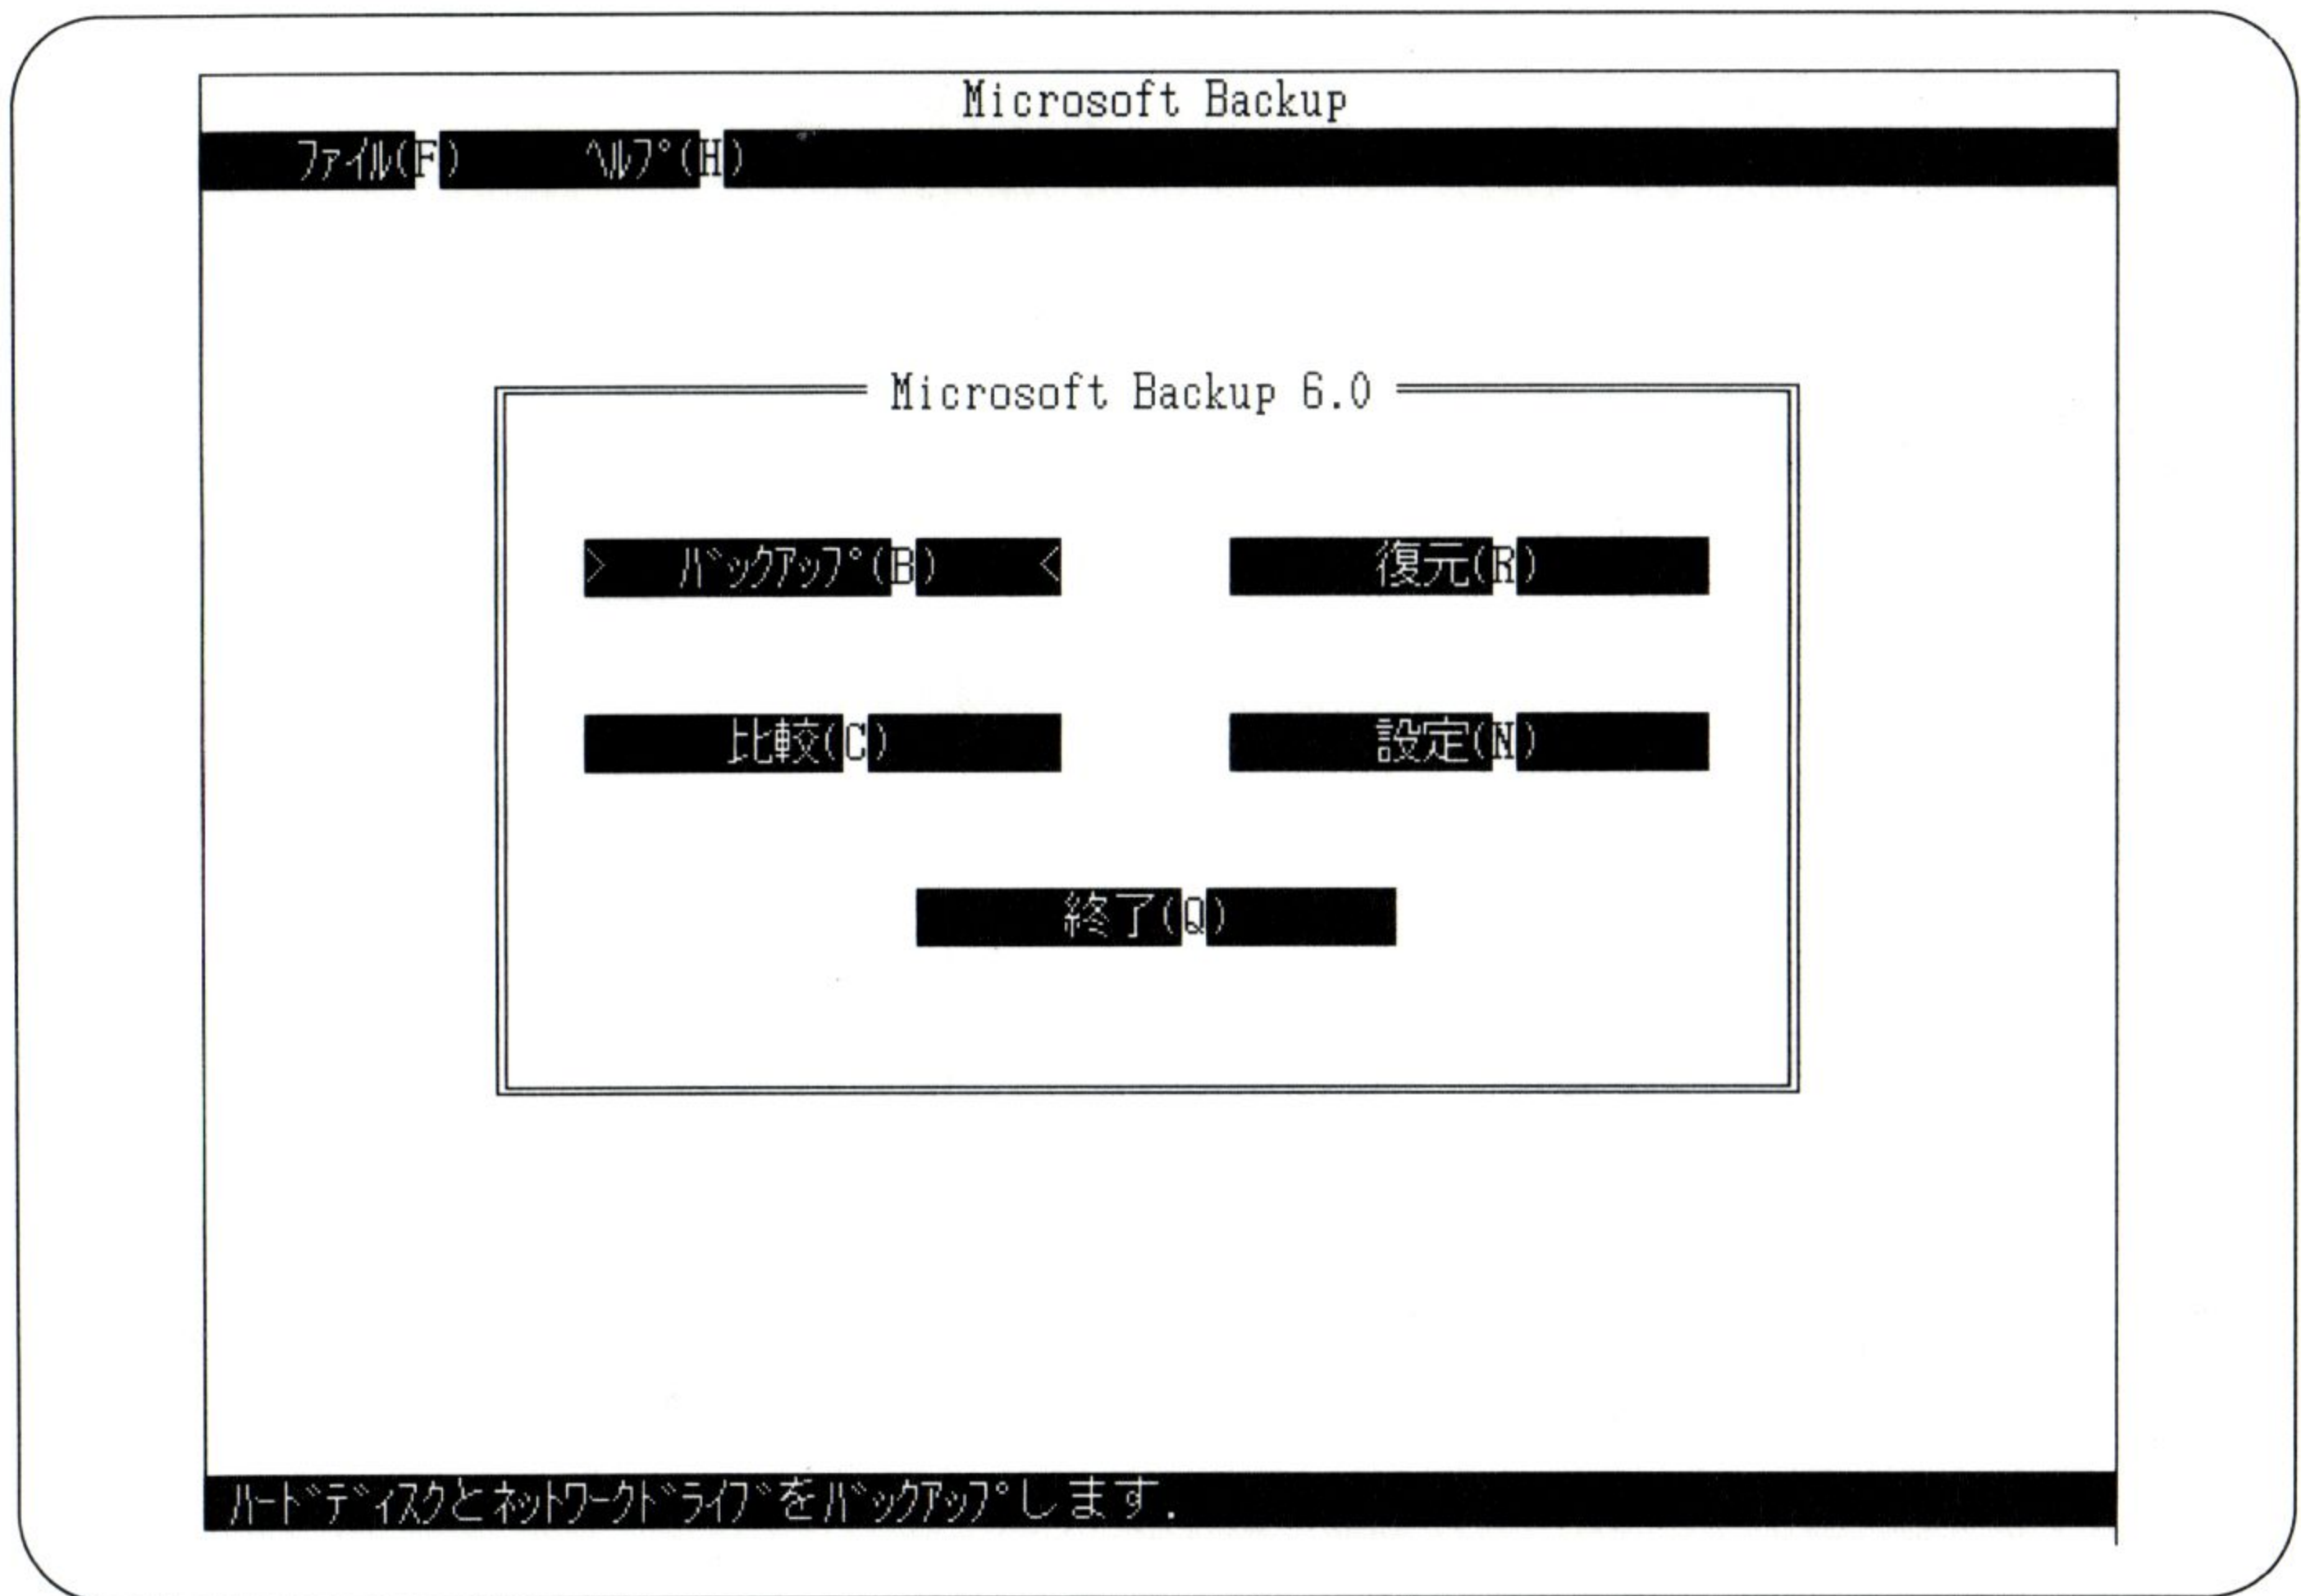 Microsoft Backup
ﾌｧｲﾙ(F) ﾍﾙﾌﾟ(H)
Microsoft Backup 6.0
> ﾊﾞｯｸｱｯﾌﾟ(B) < 復元(R)
比較(C) 設定(N)
終了(Q)
ﾊｰﾄﾞﾃﾞｨｽｸとﾈｯﾄﾜｰｸﾄﾞﾗｲﾌﾞをﾊﾞｯｸｱｯﾌﾟします.